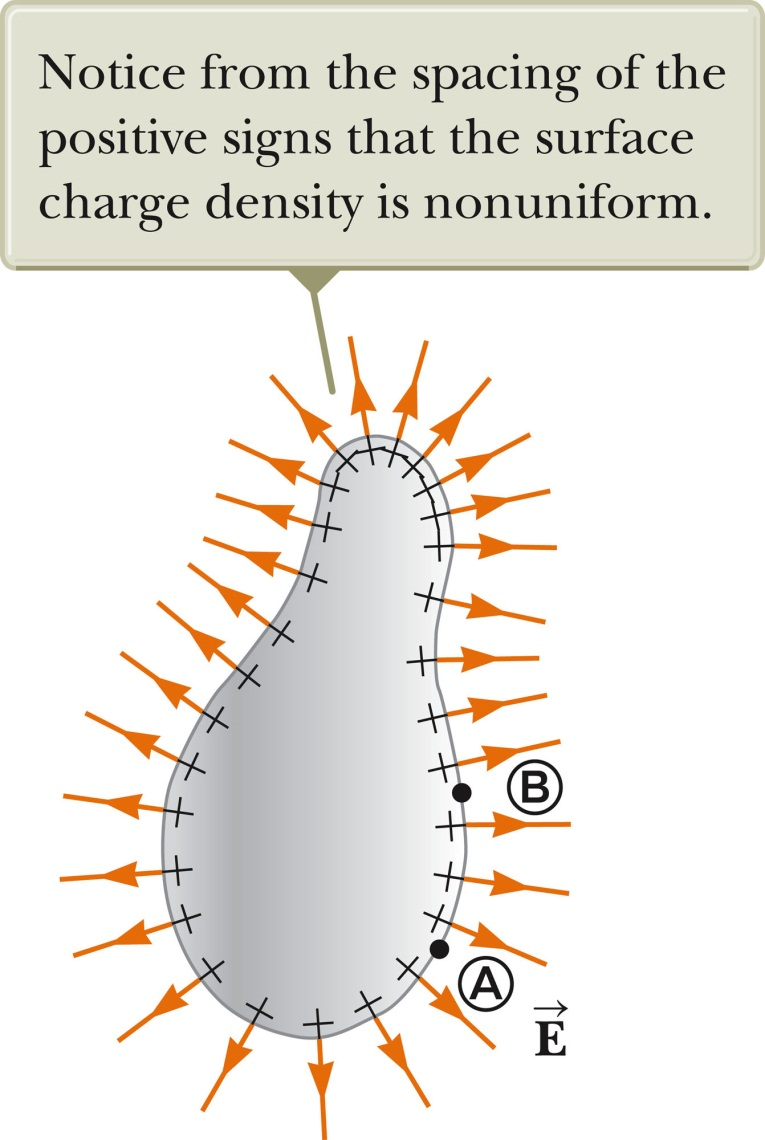 Notice from the spacing of the
positive signs that the surface
charge density is nonuniform.
B
A
E⃗